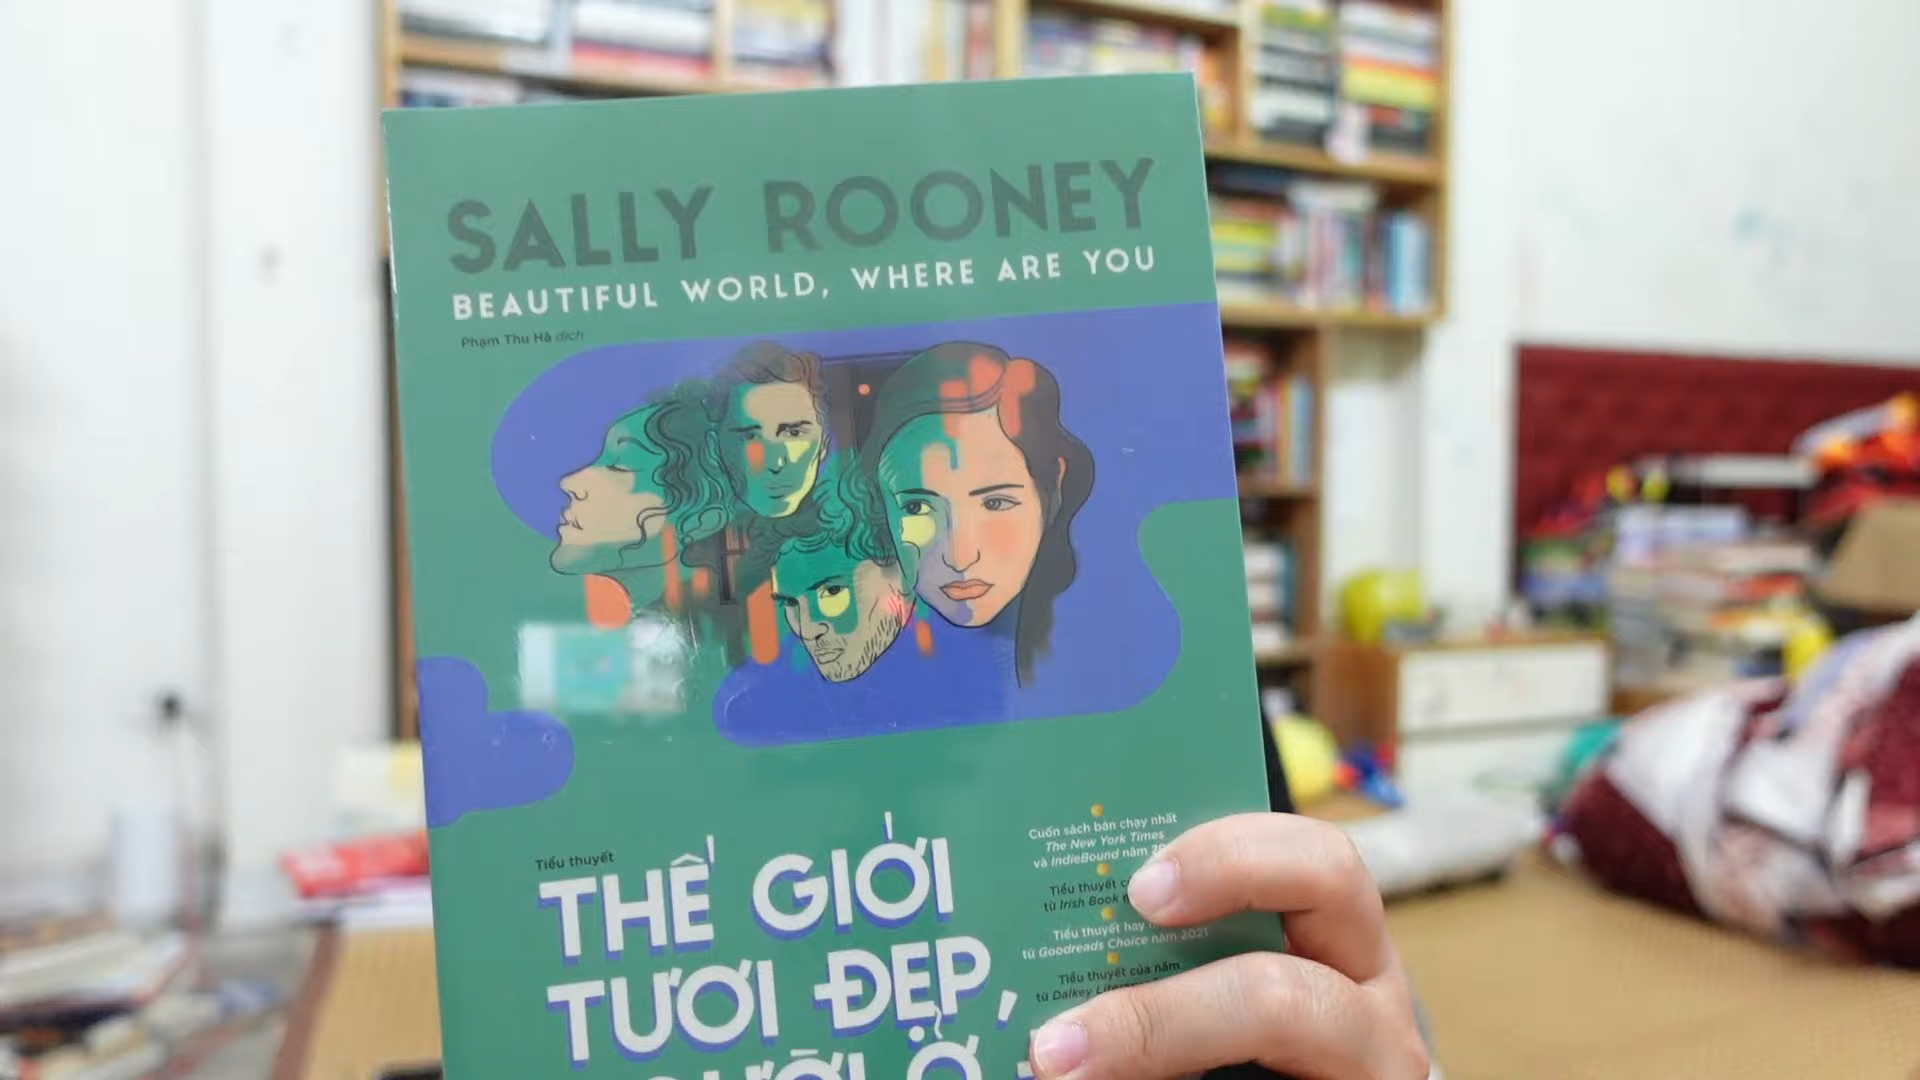 SALLY ROONEY
BEAUTIFUL WORLD, WHERE ARE YOU
Phạm Thu Hà dịch
Tiểu thuyết
THẾ GIỚI
TƯƠI ĐẸP,
Cuốn sách bán chạy nhất
The New York Times
và IndieBound năm
Tiểu thuyết
từ Irish Book
Tiểu thuyết hay
từ Goodreads Choice năm 2021
Tiểu thuyết của năm
từ Dalkey